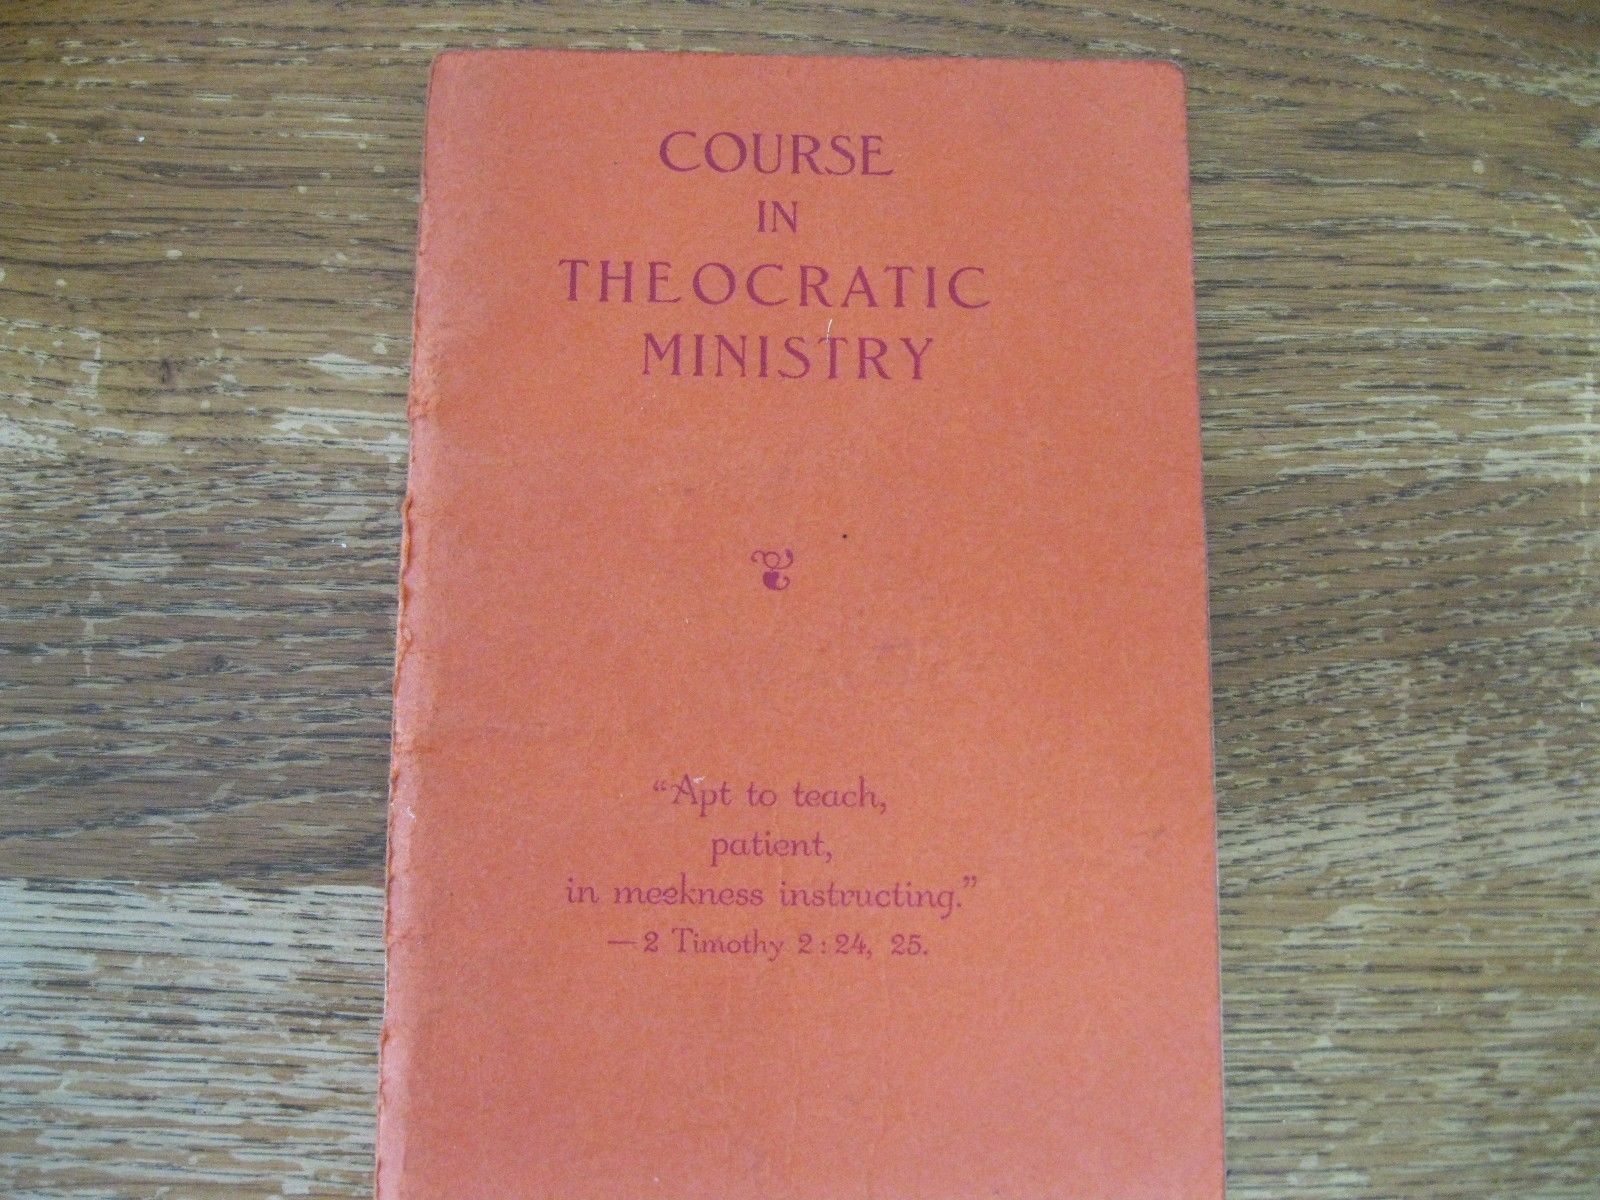 COURSE
IN
THEOCRATIC
MINISTRY
“Apt to teach,
patient,
in meekness instructing.”
—2 Timothy 2:24, 25.